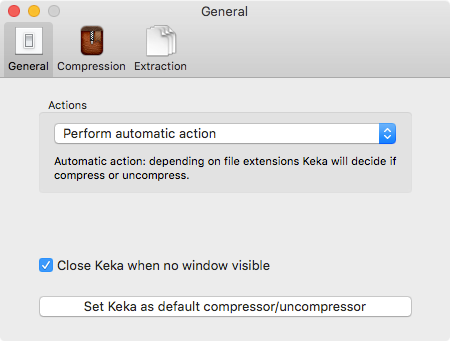 General
General Compression Extraction
Actions
Perform automatic action
Automatic action: depending on file extensions Keka will decide if
compress or uncompress.
Close Keka when no window visible
Set Keka as default compressor/uncompressor